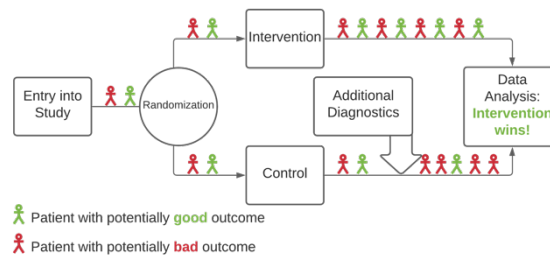 Intervention
Entry into
Study
Randomization
Additional
Diagnostics
Data
Analysis:
Intervention
wins!
Control
Patient with potentially good outcome
Patient with potentially bad outcome